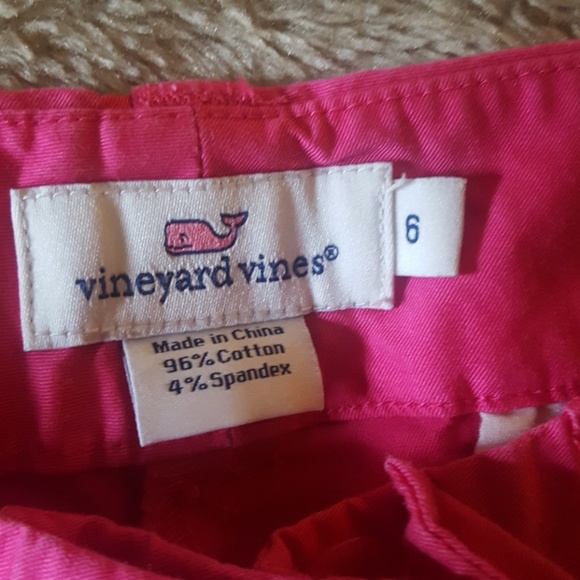 vineyard vines®
6
Made in China
96% Cotton
4% Spandex